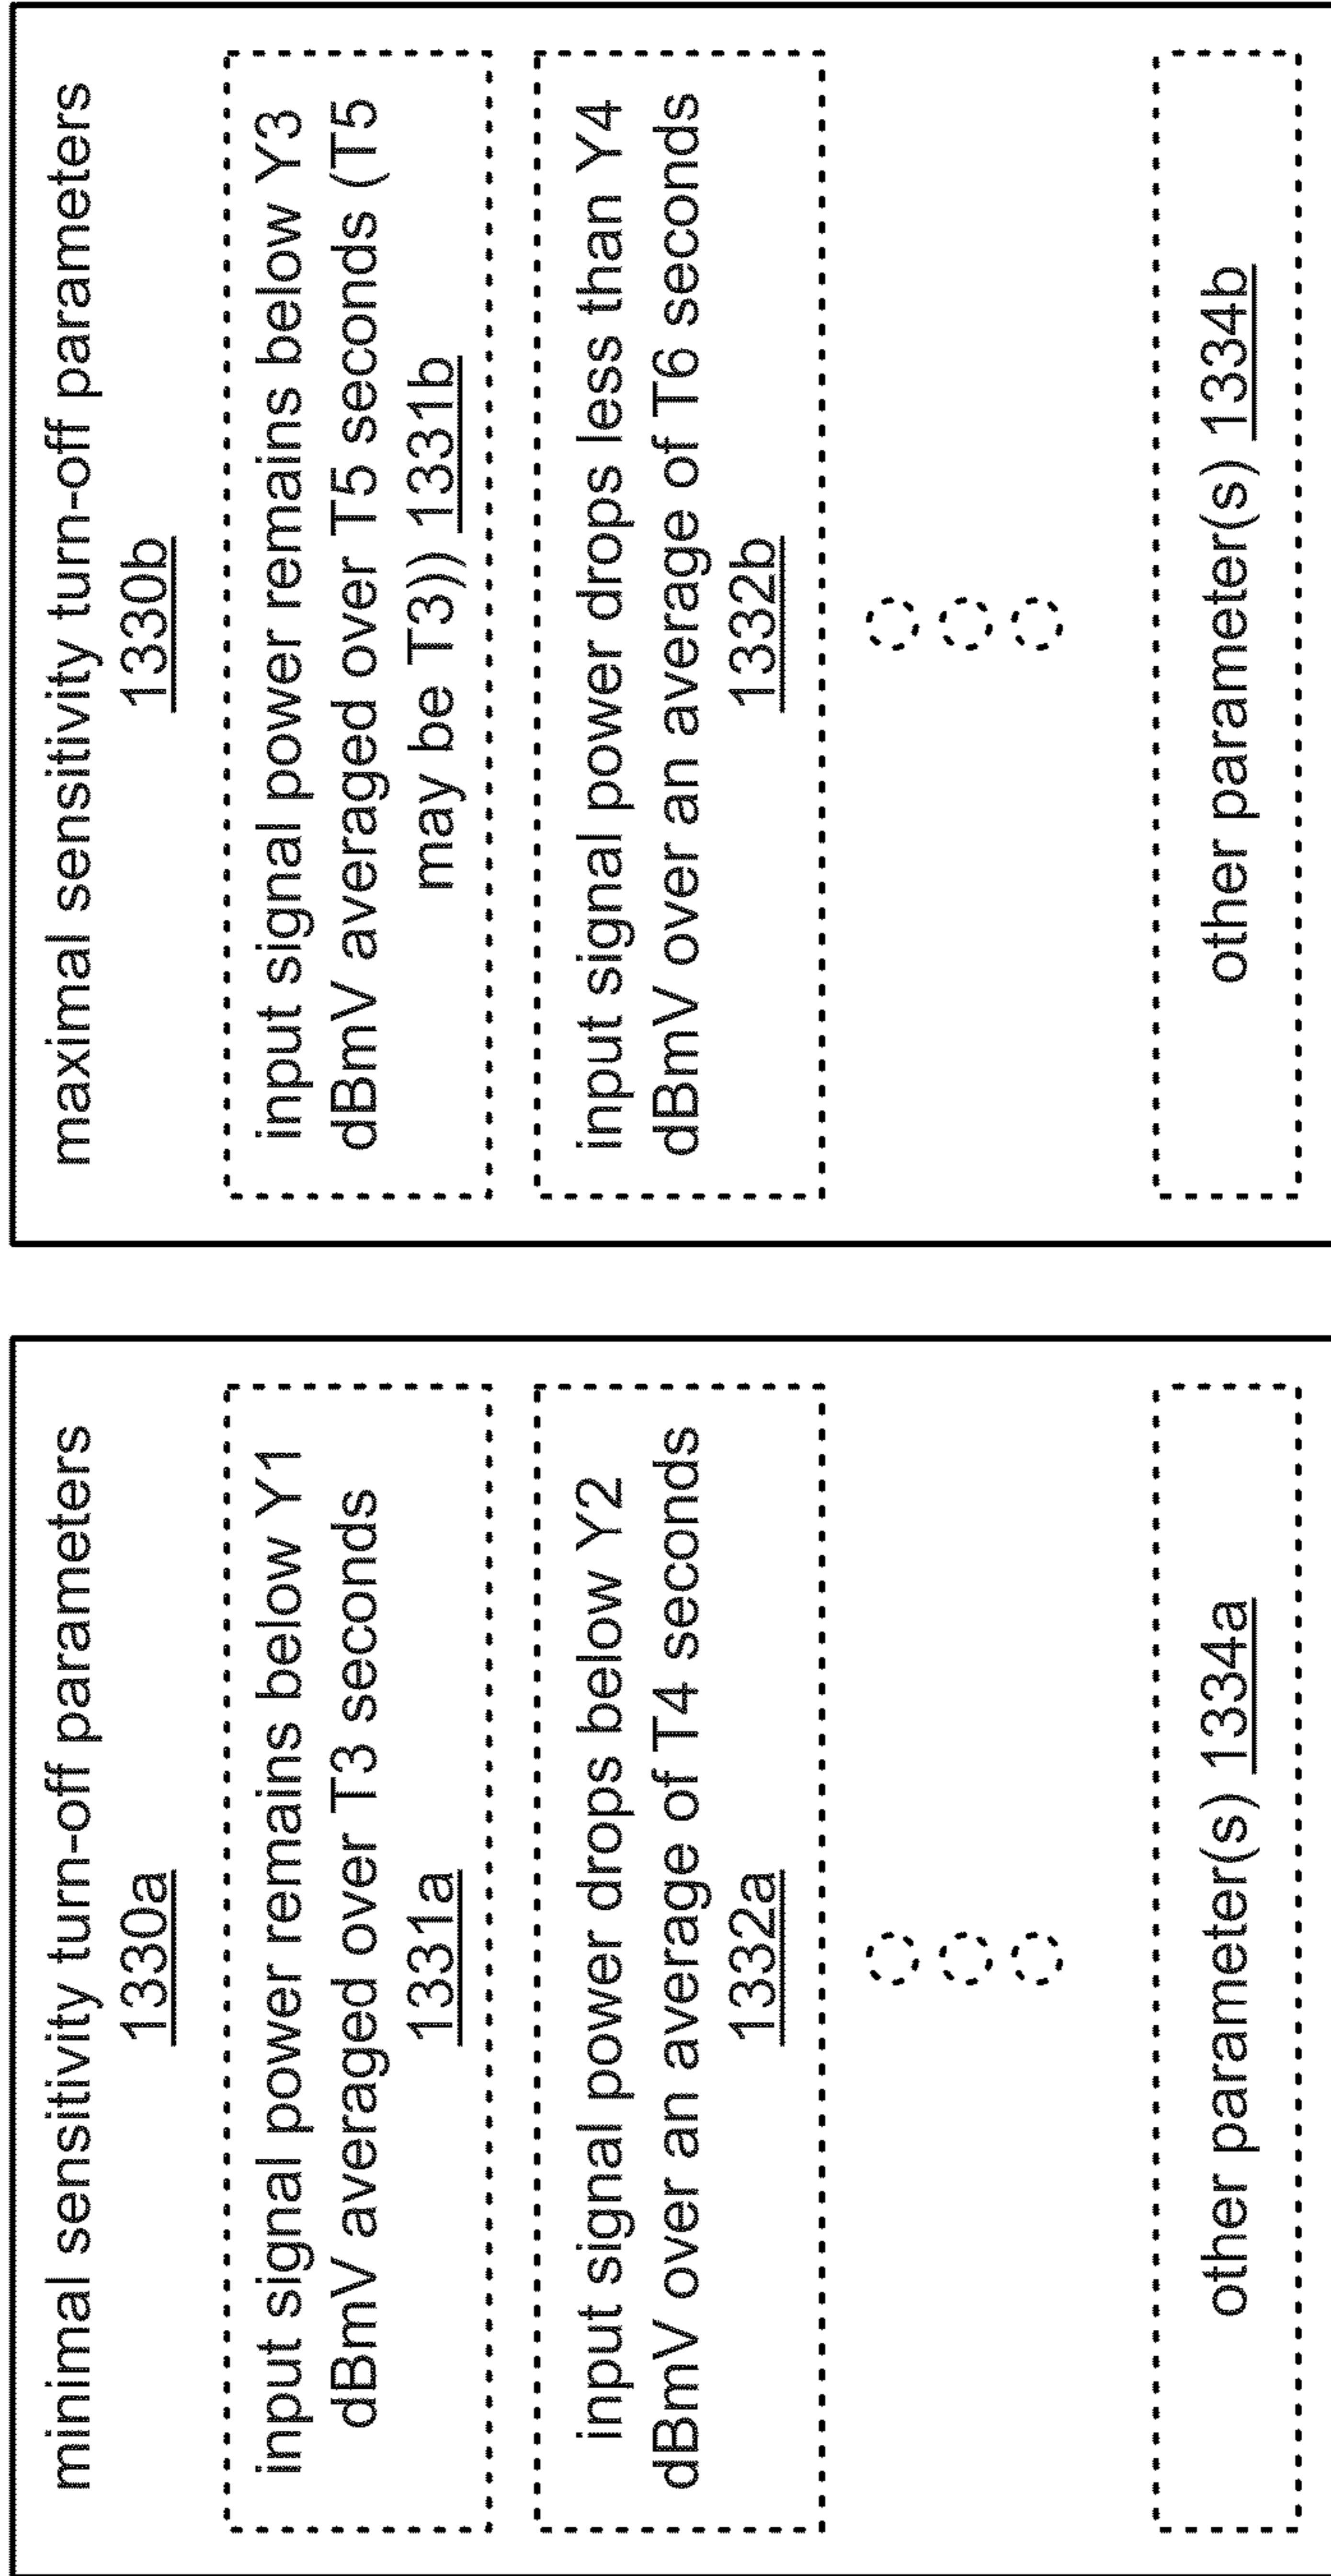 minimal sensitivity turn-off parameters
1330a
input signal power remains below Y1
dBmV averaged over T3 seconds
1331a
input signal power drops below Y2
dBmV over an average of T4 seconds
1332a
other parameter(s) 1334a
maximal sensitivity turn-off parameters
1330b
input signal power remains below Y3
dBmV averaged over T5 seconds (T5
may be T3)) 1331b
input signal power drops less than Y4
dBmV over an average of T6 seconds
1332b
other parameter(s) 1334b